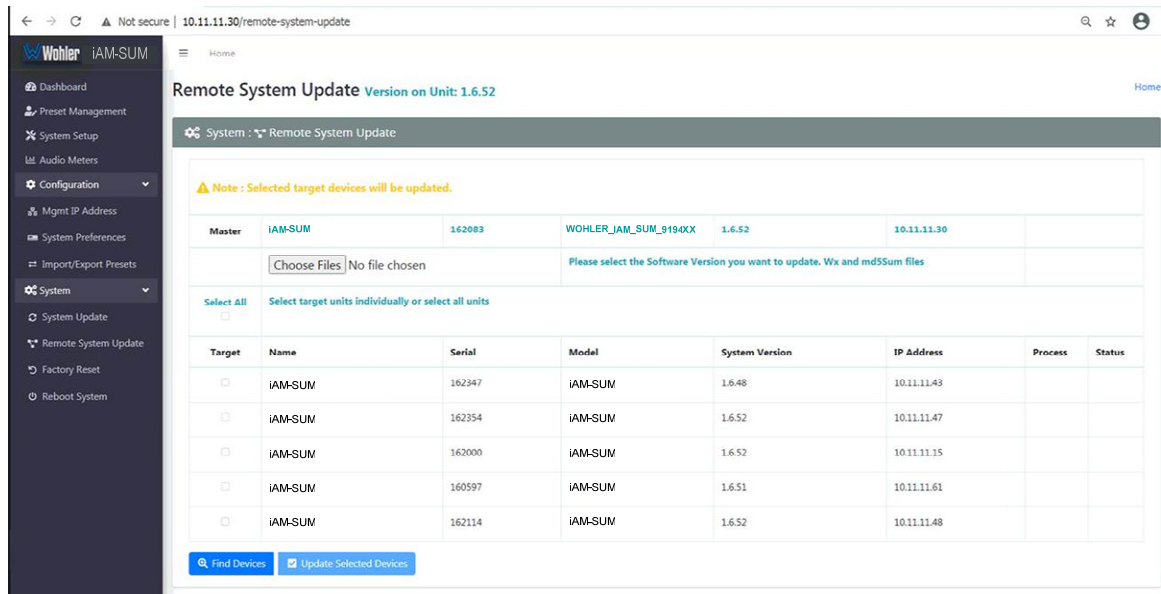 Not secure | 10.11.11.30/remote-system-update
Wohler iAM-SUM
Home
Dashboard
Preset Management
System Setup
Audio Meters
Configuration
Mgmt IP Address
System Preferences
Import/Export Presets
System
System Update
Remote System Update
Factory Reset
Reboot System
Remote System Update Version on Unit: 1.6.52
Home
System : Remote System Update
Note : Selected target devices will be updated.
Master iAM-SUM 162083 WOHLER_IAM_SUM_9194XX 1.6.52 10.11.11.30
Choose Files No file chosen Please select the Software Version you want to update. Wx and md5Sum files
Select All Select target units individually or select all units
Target Name Serial Model System Version IP Address Process Status
iAM-SUM 162347 iAM-SUM 1.6.48 10.11.11.43
iAM-SUM 162354 iAM-SUM 1.6.52 10.11.11.47
iAM-SUM 162000 iAM-SUM 1.6.52 10.11.11.15
iAM-SUM 160597 iAM-SUM 1.6.51 10.11.11.61
iAM-SUM 162114 iAM-SUM 1.6.52 10.11.11.48
Find Devices Update Selected Devices